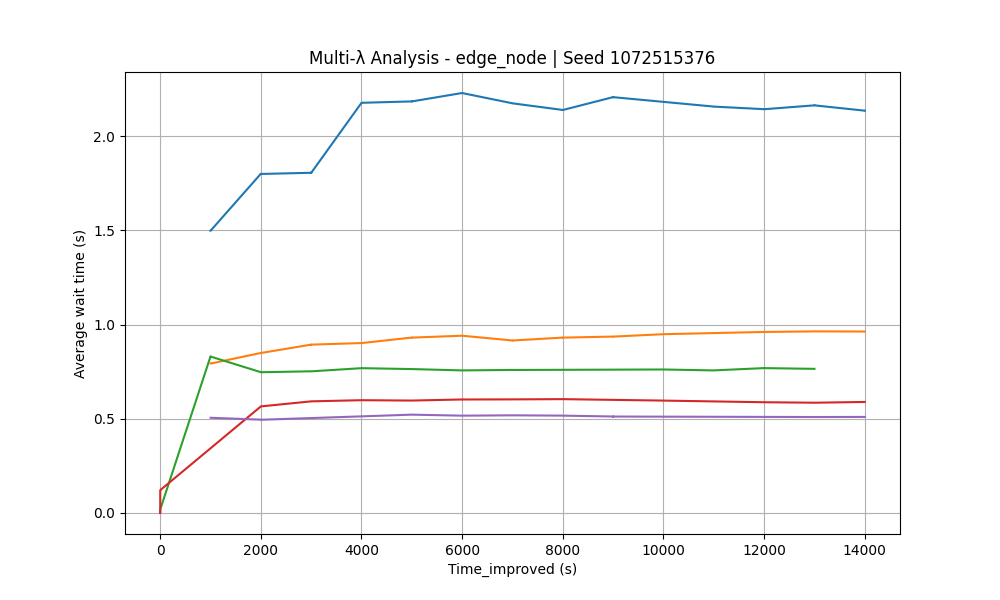 Multi-λ Analysis - edge_node | Seed 1072515376
Average wait time (s)
2.0
1.5
1.0
0.5
0.0
0 2000 4000 6000 8000 10000 12000 14000
Time_improved (s)